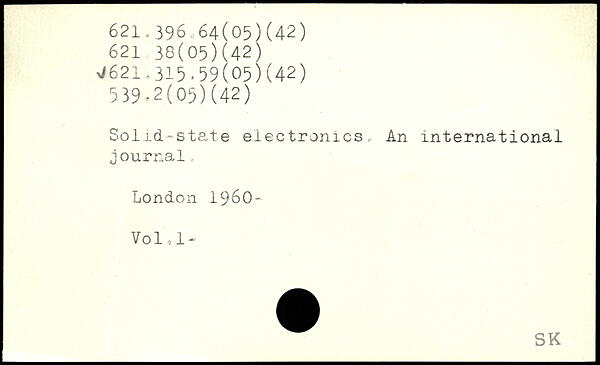 621.396.64(05)(42)
621.38(05)(42)
✓621.315.59(05)(42)
539.2(05)(42)
Solid-state electronics. An international
journal.
London 1960-
Vol.1-
SK